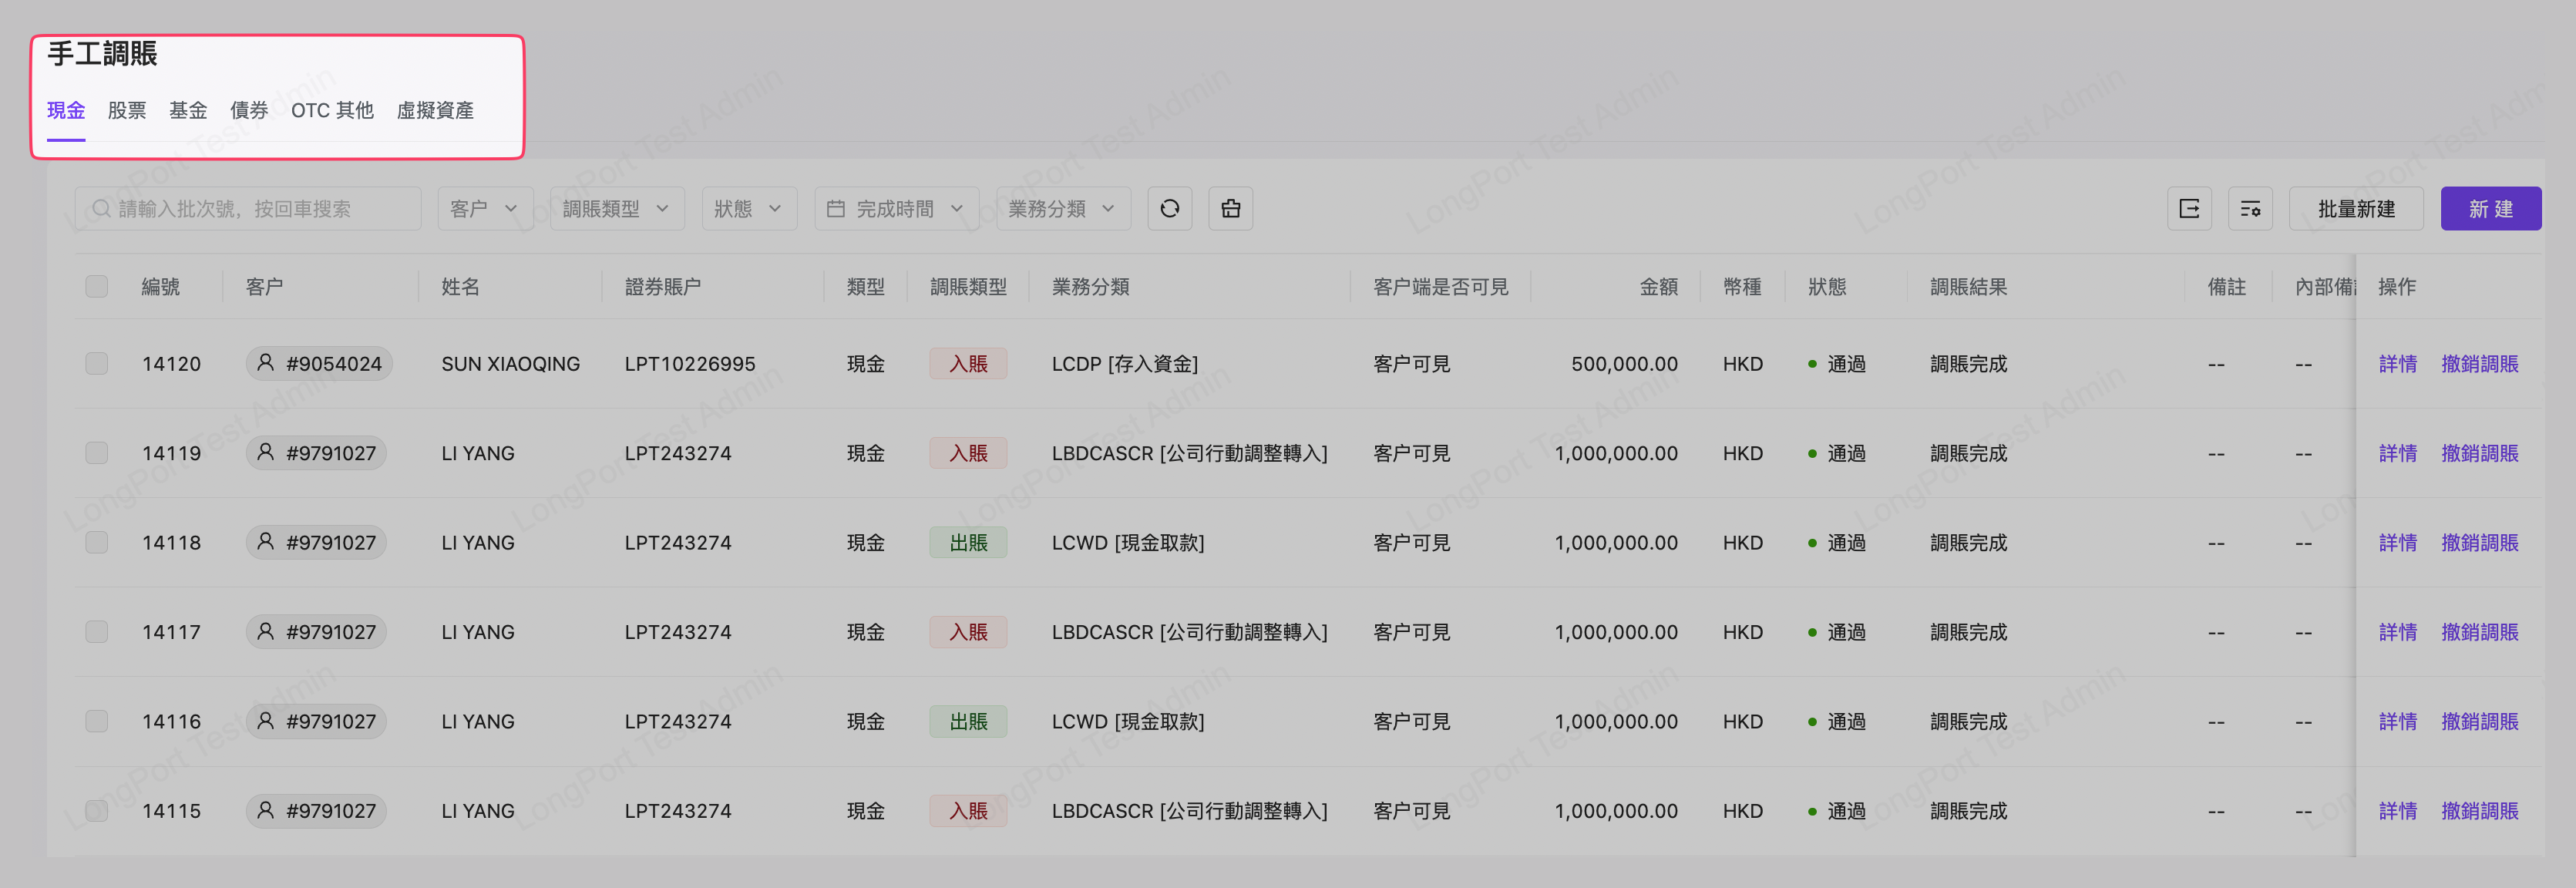 手工調賬
現金 股票 基金 債券 OTC 其他 虛擬資產
請輸入批次號，按回車搜索 客户 調賬類型 狀態 完成時間 業務分類 批量新建 新 建
編號 客户 姓名 證券賬户 類型 調賬類型 業務分類 客户端是否可見 金額 幣種 狀態 調賬結果 備註 內部備 操作
14120 #9054024 SUN XIAOQING LPT10226995 現金 入賬 LCDP [存入資金] 客户可見 500,000.00 HKD 通過 調賬完成 -- -- 詳情 撤銷調賬
14119 #9791027 LI YANG LPT243274 現金 入賬 LBDCASCR [公司行動調整轉入] 客户可見 1,000,000.00 HKD 通過 調賬完成 -- -- 詳情 撤銷調賬
14118 #9791027 LI YANG LPT243274 現金 出賬 LCWD [現金取款] 客户可見 1,000,000.00 HKD 通過 調賬完成 -- -- 詳情 撤銷調賬
14117 #9791027 LI YANG LPT243274 現金 入賬 LBDCASCR [公司行動調整轉入] 客户可見 1,000,000.00 HKD 通過 調賬完成 -- -- 詳情 撤銷調賬
14116 #9791027 LI YANG LPT243274 現金 出賬 LCWD [現金取款] 客户可見 1,000,000.00 HKD 通過 調賬完成 -- -- 詳情 撤銷調賬
14115 #9791027 LI YANG LPT243274 現金 入賬 LBDCASCR [公司行動調整轉入] 客户可見 1,000,000.00 HKD 通過 調賬完成 -- -- 詳情 撤銷調賬
LongPort Test Admin